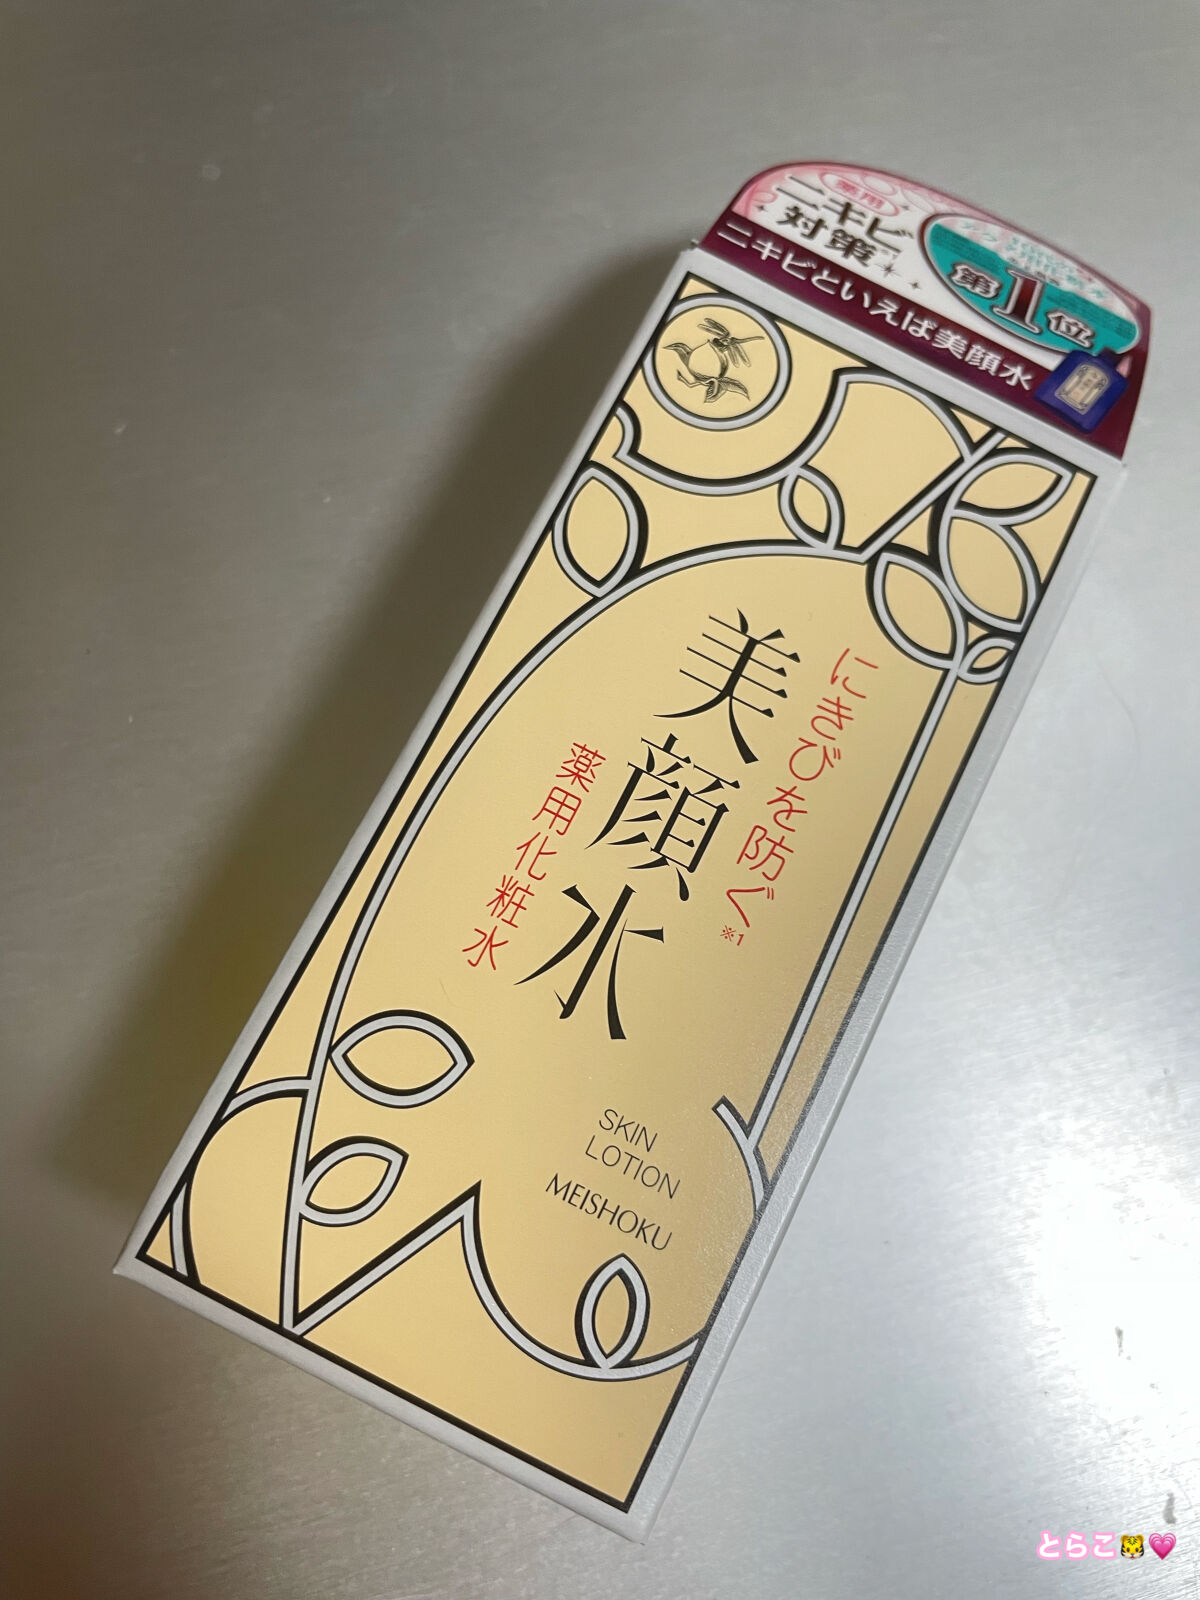 薬用
ニキビ
対策
第1位
ニキビといえば美顔水
にきびを防ぐ※1
美顔水
薬用化粧水
SKIN
LOTION
MEISHOKU
とらこ🐯💗